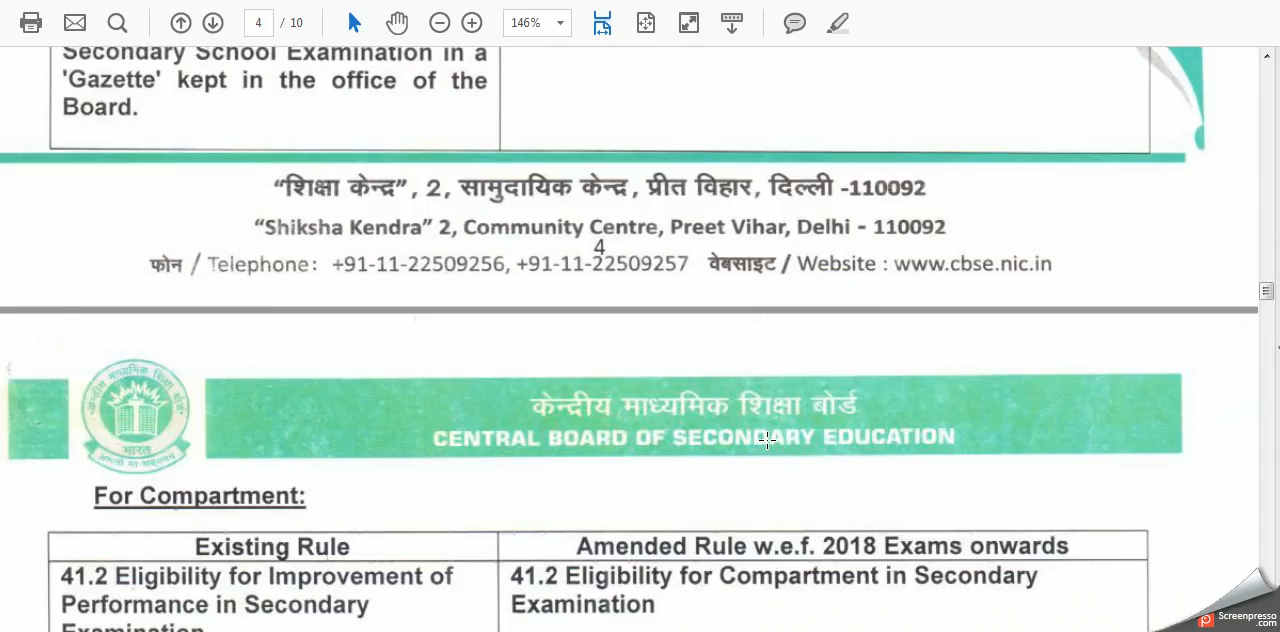 4 / 10
146%
Secondary School Examination in a
'Gazette' kept in the office of the
Board.
“शिक्षा केन्द्र”, 2, सामुदायिक केन्द्र, प्रीत विहार, दिल्ली -110092
“Shiksha Kendra” 2, Community Centre, Preet Vihar, Delhi - 110092
4
फोन / Telephone: +91-11-22509256, +91-11-22509257 वेबसाइट / Website : www.cbse.nic.in
केन्द्रीय माध्यमिक शिक्षा बोर्ड
भारत
CENTRAL BOARD OF SECONDARY EDUCATION
For Compartment:
Existing Rule
Amended Rule w.e.f. 2018 Exams onwards
41.2 Eligibility for Improvement of
Performance in Secondary
Examination
41.2 Eligibility for Compartment in Secondary
Examination
Screenpresso
.com